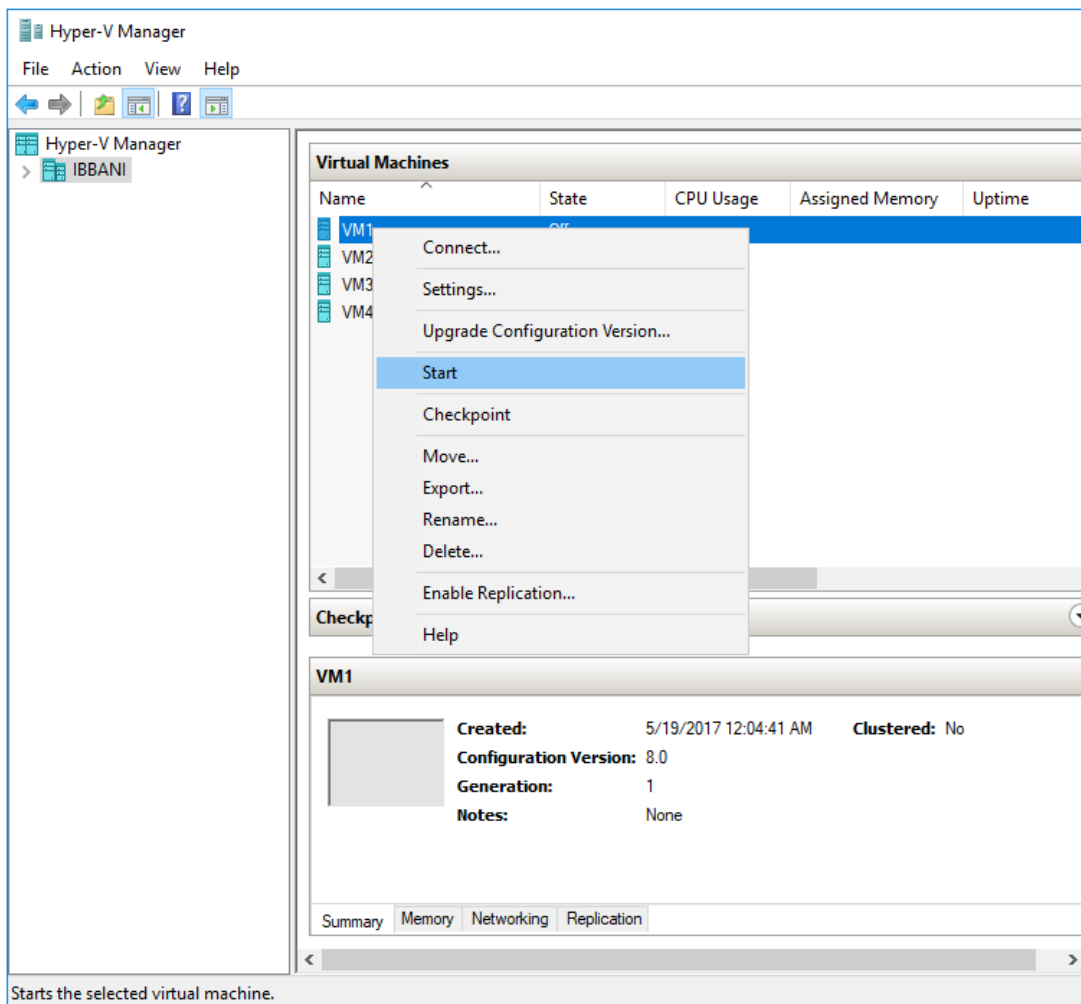 Hyper-V Manager
File Action View Help
Hyper-V Manager
IBBANI
Virtual Machines
Name State CPU Usage Assigned Memory Uptime
VM1 Off
VM2
VM3
VM4
Connect...
Settings...
Upgrade Configuration Version...
Start
Checkpoint
Move...
Export...
Rename...
Delete...
Enable Replication...
Help
Checkp
VM1
Created: 5/19/2017 12:04:41 AM Clustered: No
Configuration Version: 8.0
Generation: 1
Notes: None
Summary Memory Networking Replication
Starts the selected virtual machine.